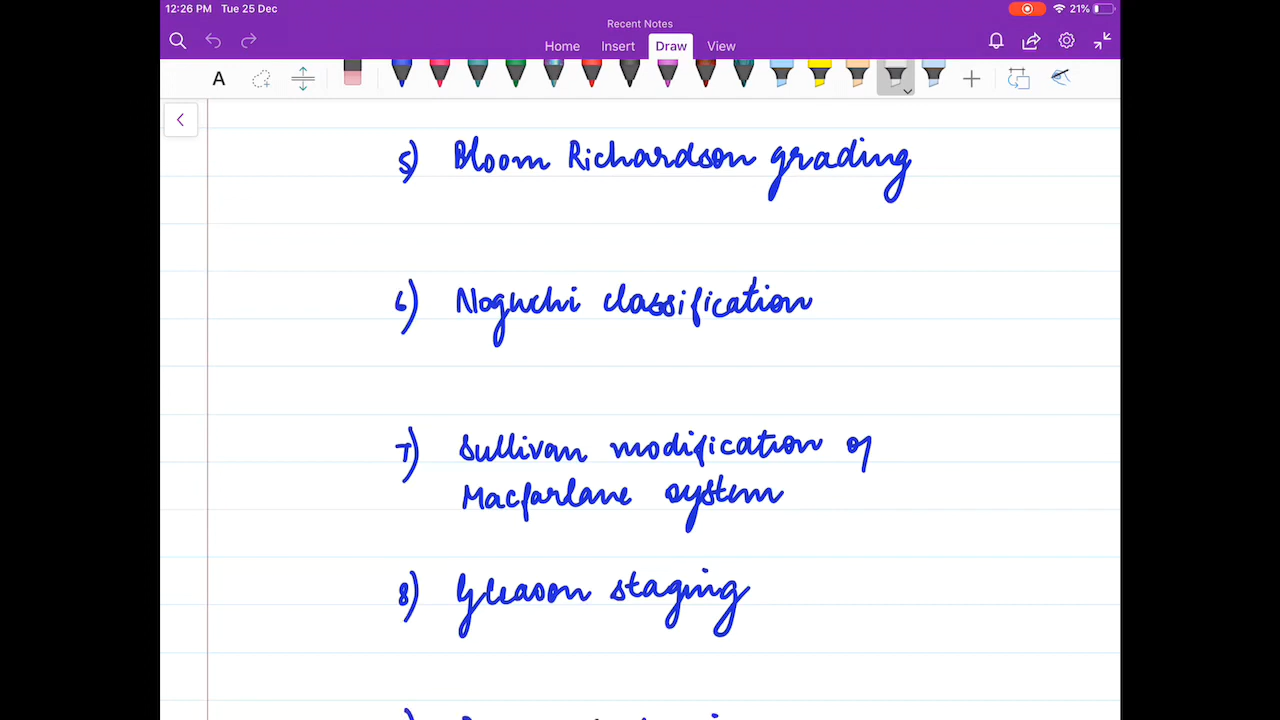 12:26 PM Tue 25 Dec
21%
Recent Notes
Home Insert Draw View
A
5) Bloom Richardson grading
6) Noguchi classification
7) Sullivan modification of
Macfarlane system
8) Gleason staging